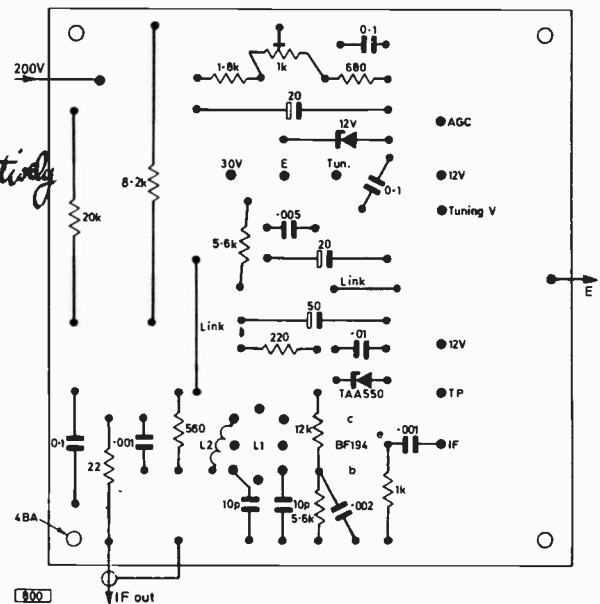 0·1
200V
1·8k
1k
680
20
AGC
tively
12V
30V
E
Tun.
12V
8·2k
0·1
Tuning V
20k
·005
5·6k
20
Link
E
50
Link
220
·01
12V
TAA550
TP
560
12k
c
e
·001
0·1
·001
L2
L1
BF194
IF
22
b
10p
10p
5·6k
·002
1k
4BA
800
IF out